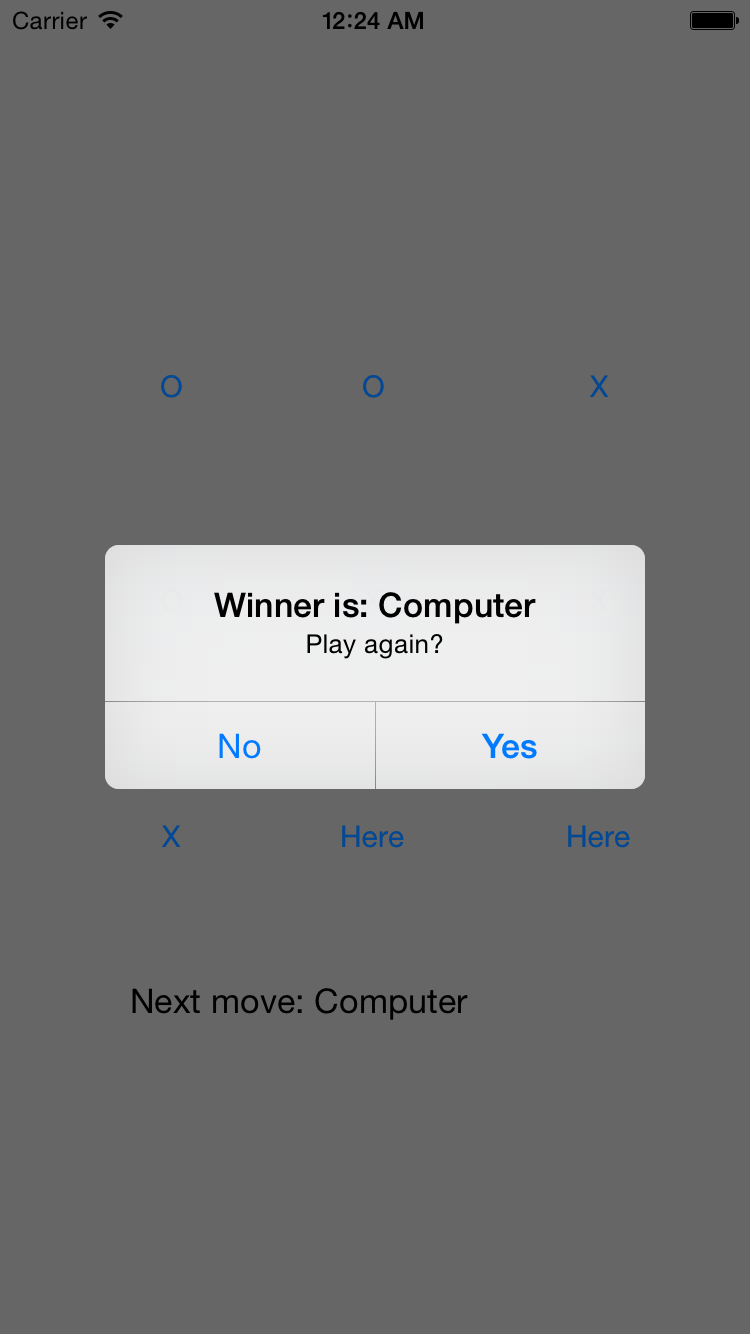 Carrier 12:24 AM
O O X
Winner is: Computer
Play again?
No Yes
X Here Here
Next move: Computer